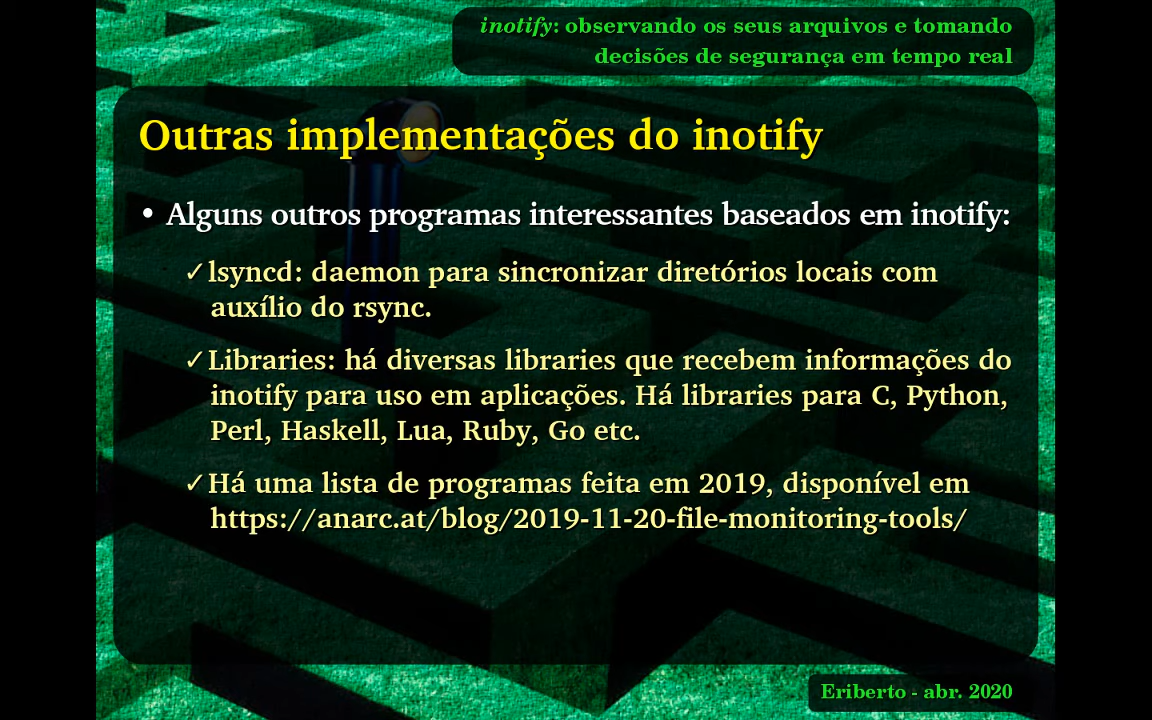 inotify: observando os seus arquivos e tomando
decisões de segurança em tempo real
Outras implementações do inotify
• Alguns outros programas interessantes baseados em inotify:
✓lsyncd: daemon para sincronizar diretórios locais com
auxílio do rsync.
✓Libraries: há diversas libraries que recebem informações do
inotify para uso em aplicações. Há libraries para C, Python,
Perl, Haskell, Lua, Ruby, Go etc.
✓Há uma lista de programas feita em 2019, disponível em
https://anarc.at/blog/2019-11-20-file-monitoring-tools/
Eriberto - abr. 2020